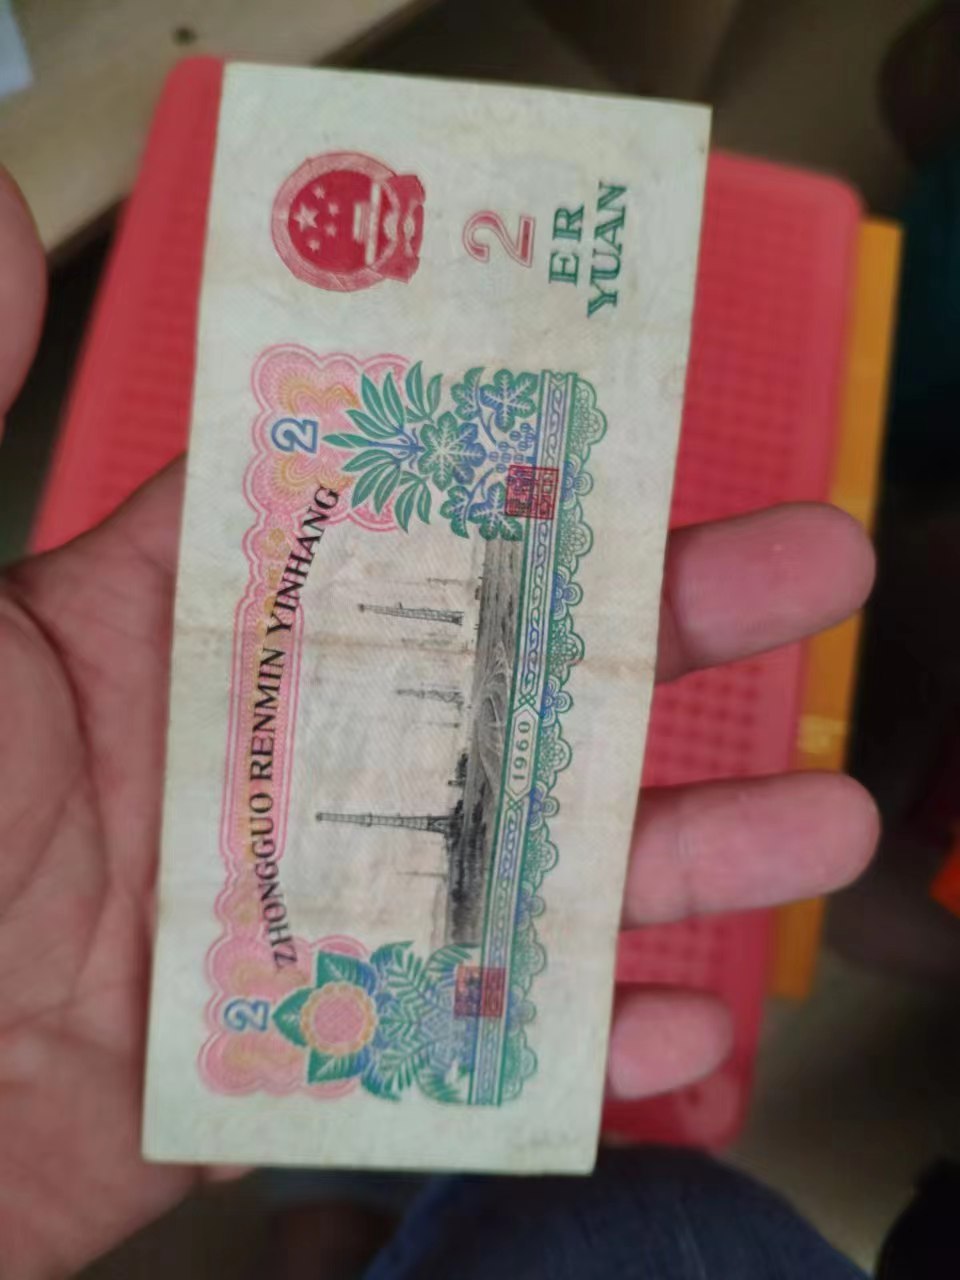 ZHONGGUO RENMIN YINHANG
2
2
1960
2
ER
YUAN